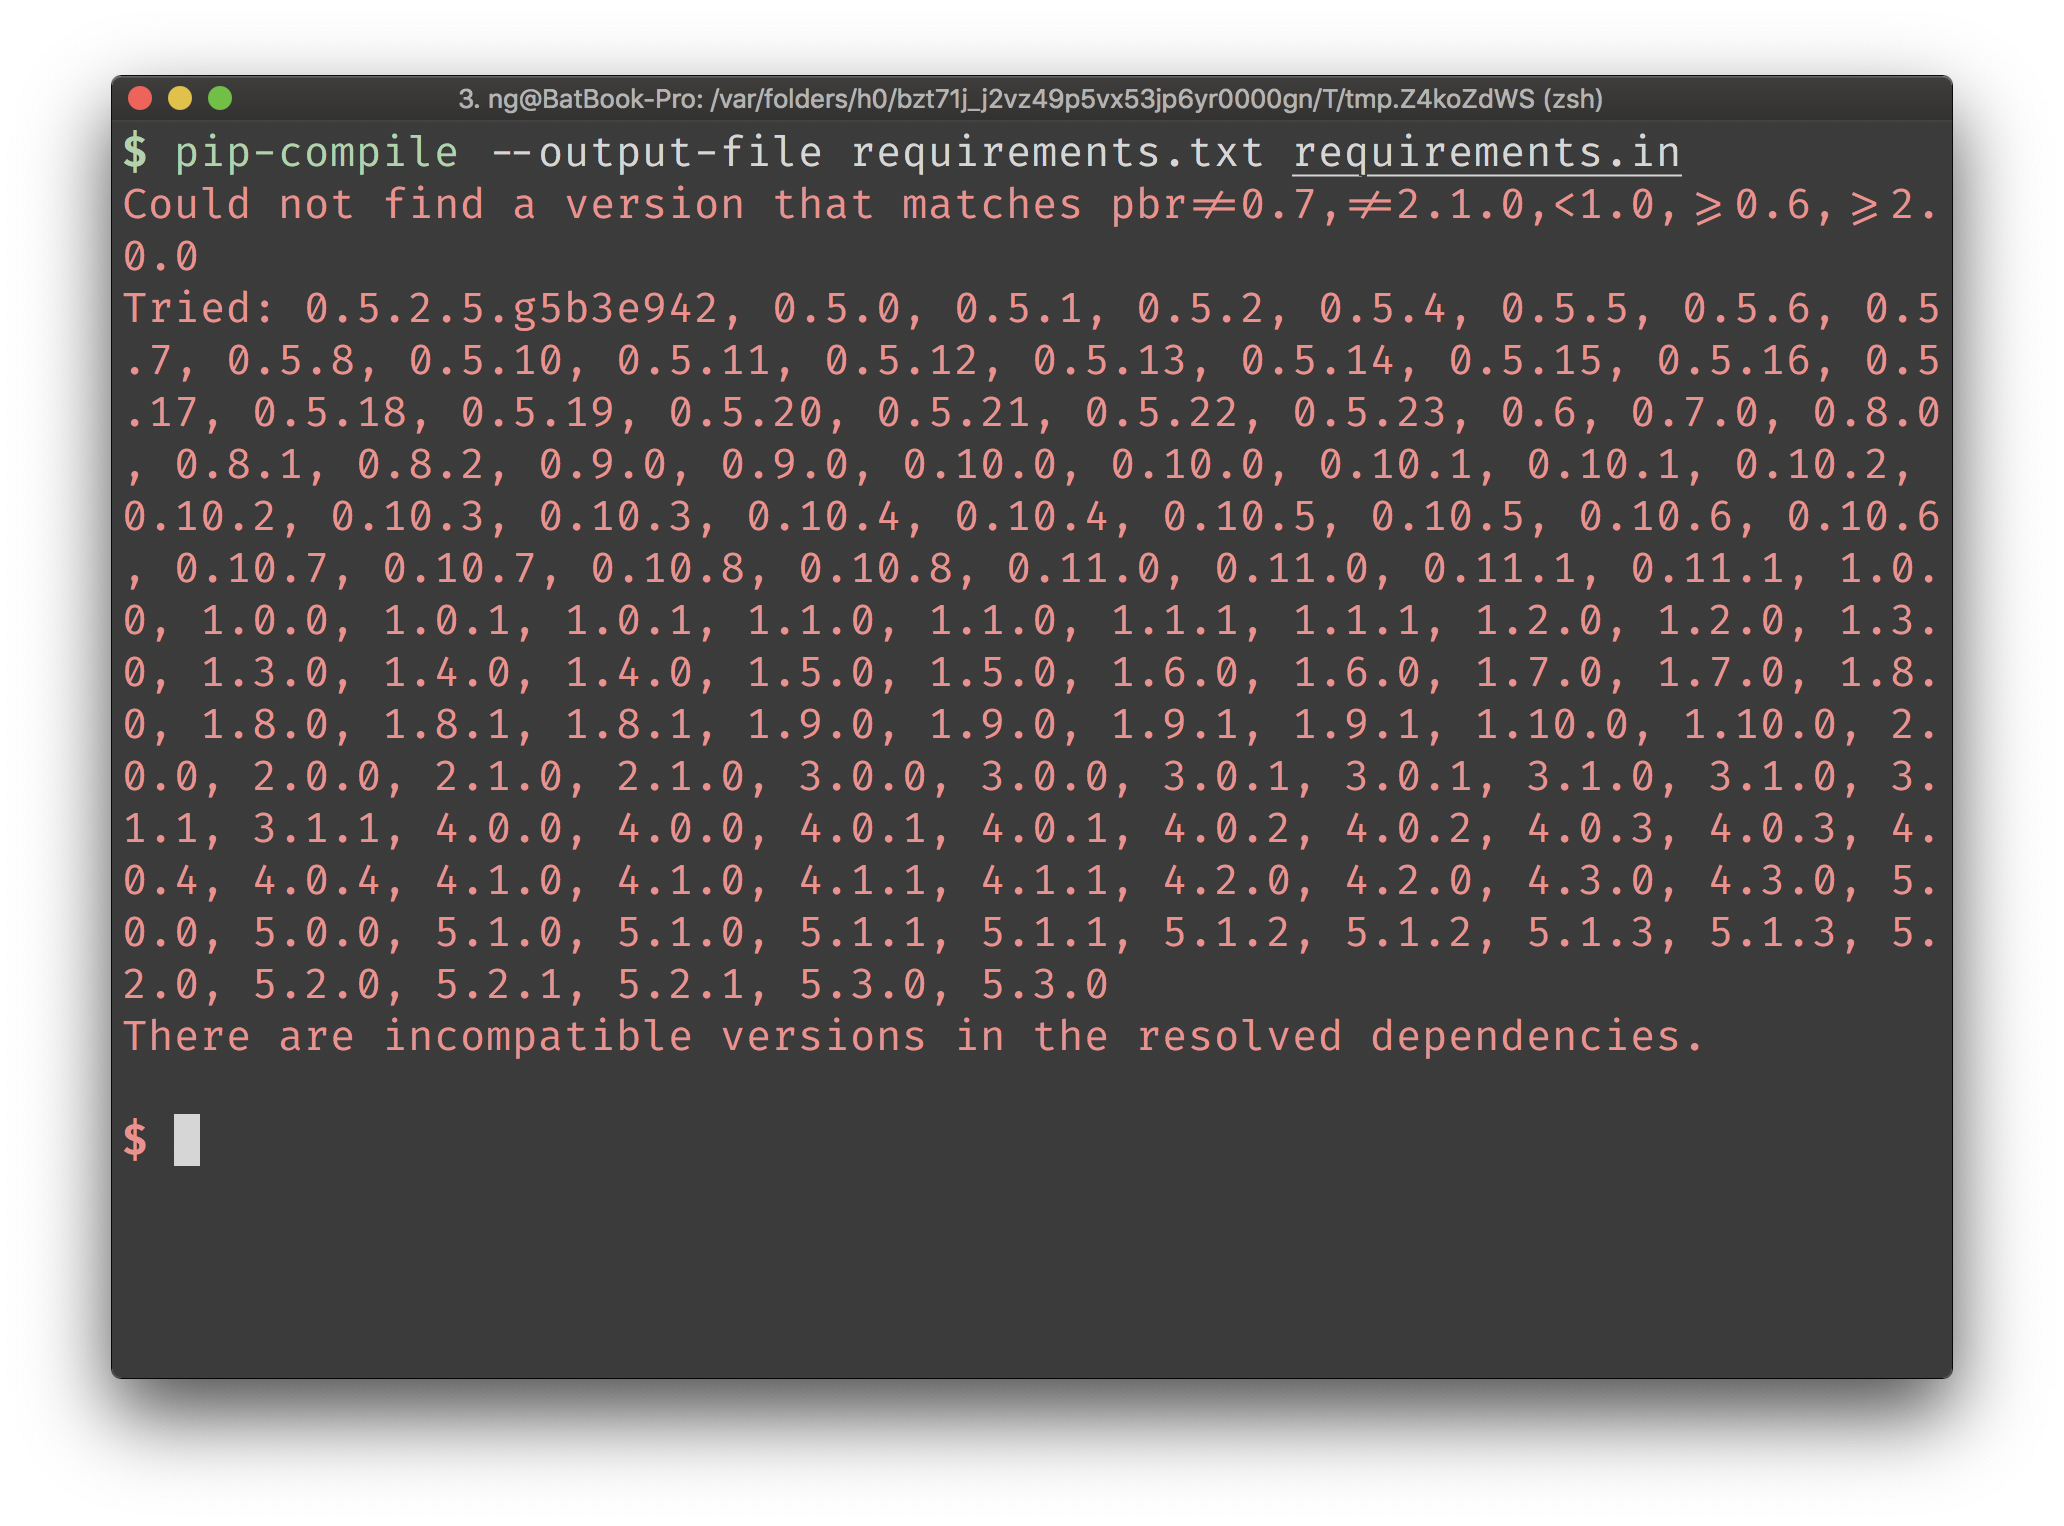 3. ng@BatBook-Pro: /var/folders/h0/bzt71j_j2vz49p5vx53jp6yr0000gn/T/tmp.Z4koZdWS (zsh)
$ pip-compile --output-file requirements.txt requirements.in
Could not find a version that matches pbr!=0.7,!=2.1.0,<1.0,>=0.6,>=2.
0.0
Tried: 0.5.2.5.g5b3e942, 0.5.0, 0.5.1, 0.5.2, 0.5.4, 0.5.5, 0.5.6, 0.5
.7, 0.5.8, 0.5.10, 0.5.11, 0.5.12, 0.5.13, 0.5.14, 0.5.15, 0.5.16, 0.5
.17, 0.5.18, 0.5.19, 0.5.20, 0.5.21, 0.5.22, 0.5.23, 0.6, 0.7.0, 0.8.0
, 0.8.1, 0.8.2, 0.9.0, 0.9.0, 0.10.0, 0.10.0, 0.10.1, 0.10.1, 0.10.2,
0.10.2, 0.10.3, 0.10.3, 0.10.4, 0.10.4, 0.10.5, 0.10.5, 0.10.6, 0.10.6
, 0.10.7, 0.10.7, 0.10.8, 0.10.8, 0.11.0, 0.11.0, 0.11.1, 0.11.1, 1.0.
0, 1.0.0, 1.0.1, 1.0.1, 1.1.0, 1.1.0, 1.1.1, 1.1.1, 1.2.0, 1.2.0, 1.3.
0, 1.3.0, 1.4.0, 1.4.0, 1.5.0, 1.5.0, 1.6.0, 1.6.0, 1.7.0, 1.7.0, 1.8.
0, 1.8.0, 1.8.1, 1.8.1, 1.9.0, 1.9.0, 1.9.1, 1.9.1, 1.10.0, 1.10.0, 2.
0.0, 2.0.0, 2.1.0, 2.1.0, 3.0.0, 3.0.0, 3.0.1, 3.0.1, 3.1.0, 3.1.0, 3.
1.1, 3.1.1, 4.0.0, 4.0.0, 4.0.1, 4.0.1, 4.0.2, 4.0.2, 4.0.3, 4.0.3, 4.
0.4, 4.0.4, 4.1.0, 4.1.0, 4.1.1, 4.1.1, 4.2.0, 4.2.0, 4.3.0, 4.3.0, 5.
0.0, 5.0.0, 5.1.0, 5.1.0, 5.1.1, 5.1.1, 5.1.2, 5.1.2, 5.1.3, 5.1.3, 5.
2.0, 5.2.0, 5.2.1, 5.2.1, 5.3.0, 5.3.0
There are incompatible versions in the resolved dependencies.
$